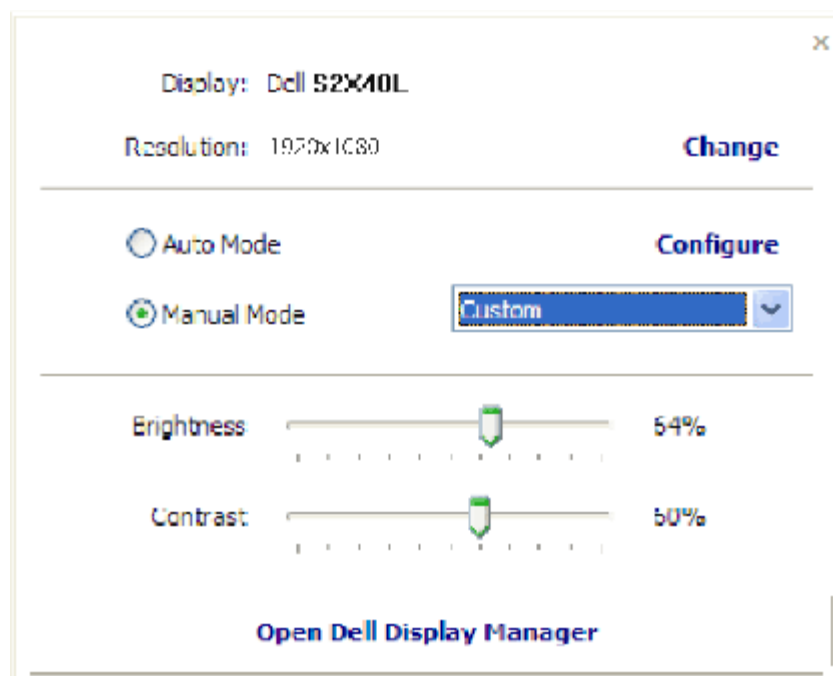 Display: Dell S2X40L
Resolution: 1920x1080 Change
Auto Mode Configure
Manual Mode Custom
Brightness 64%
Contrast 60%
Open Dell Display Manager